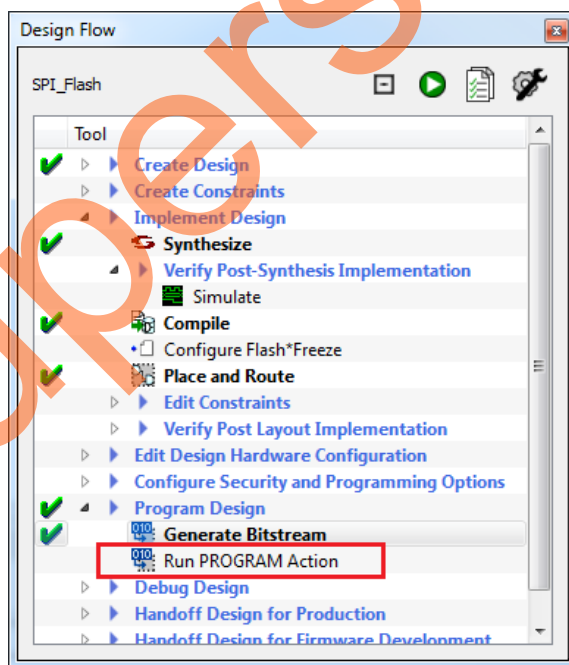 Design Flow
SPI_Flash
Tool
Create Design
Create Constraints
Implement Design
Synthesize
Verify Post-Synthesis Implementation
Simulate
Compile
Configure Flash*Freeze
Place and Route
Edit Constraints
Verify Post Layout Implementation
Edit Design Hardware Configuration
Configure Security and Programming Options
Program Design
Generate Bitstream
Run PROGRAM Action
Debug Design
Handoff Design for Production
Handoff Design for Firmware Development